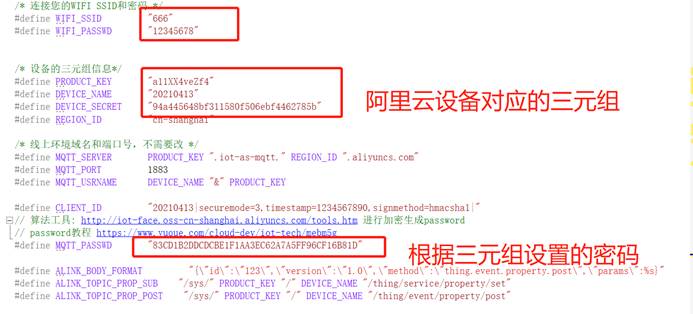 /* 连接您的WIFI SSID和密码 */
#define WIFI_SSID "666"
#define WIFI_PASSWD "12345678"
/* 设备的三元组信息*/
#define PRODUCT_KEY "a11XX4veZf4"
#define DEVICE_NAME "20210413"
#define DEVICE_SECRET "94a445648bf311580f506ebf4462785b"
#define REGION_ID "cn-shanghai"
阿里云设备对应的三元组
/* 线上环境域名和端口号，不需要改 */
#define MQTT_SERVER PRODUCT_KEY ".iot-as-mqtt." REGION_ID ".aliyuncs.com"
#define MQTT_PORT 1883
#define MQTT_USRNAME DEVICE_NAME "&" PRODUCT_KEY
#define CLIENT_ID "20210413|securemode=3,timestamp=1234567890,signmethod=hmacsha1|"
// 算法工具: http://iot-face.oss-cn-shanghai.aliyuncs.com/tools.htm 进行加密生成password
// password教程 https://www.yuque.com/cloud-dev/iot-tech/mebm5g
#define MQTT_PASSWD "83CD1B2DDCDCBE1F1AA3EC62A7A5FF96CF16B81D"
根据三元组设置的密码
#define ALINK_BODY_FORMAT "{\"id\":\"123\",\"version\":\"1.0\",\"method\":\"thing.event.property.post\",\"params\":%s}"
#define ALINK_TOPIC_PROP_SUB "/sys/" PRODUCT_KEY "/" DEVICE_NAME "/thing/service/property/set"
#define ALINK_TOPIC_PROP_POST "/sys/" PRODUCT_KEY "/" DEVICE_NAME "/thing/event/property/post"